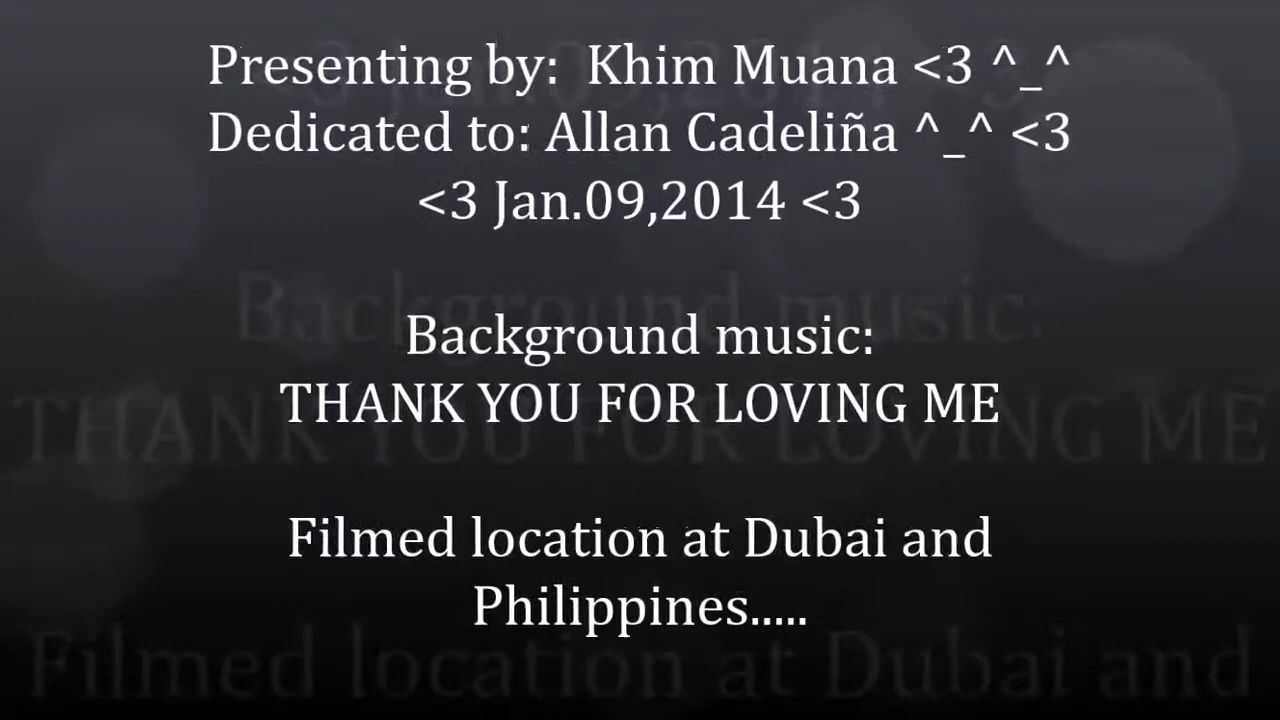 Presenting by:  Khim Muana <3 ^_^
Dedicated to: Allan Cadeliña ^_^ <3
<3 Jan.09,2014 <3
Background music:
THANK YOU FOR LOVING ME
Filmed location at Dubai and
Philippines.....